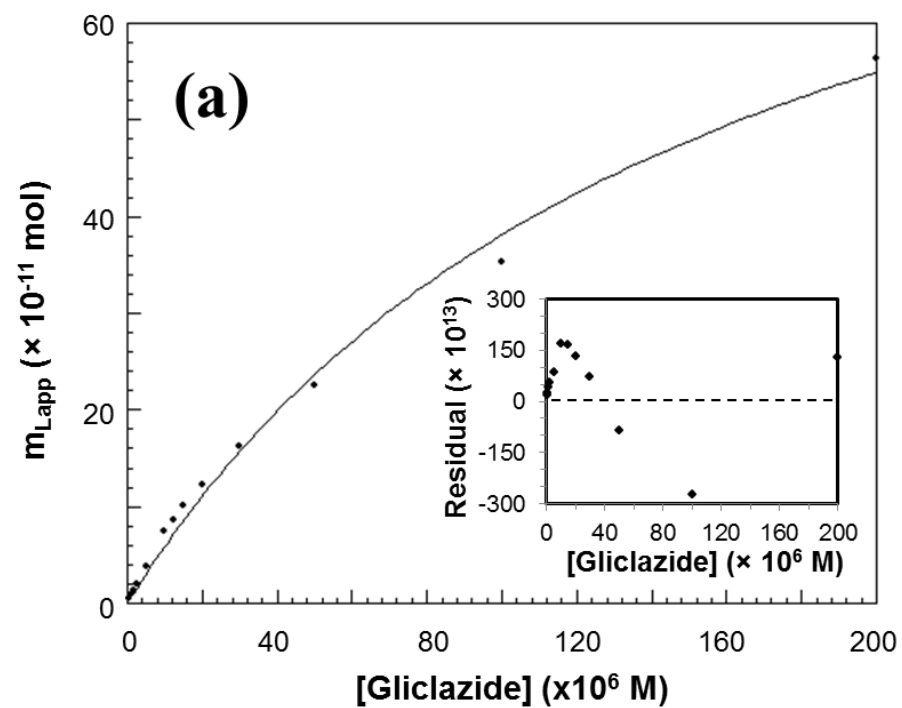 60
(a)
40
20
0
m_Lapp (× 10⁻¹¹ mol)
0 40 80 120 160 200
[Gliclazide] (x10⁶ M)
300
150
0
-150
-300
Residual (× 10¹³)
0 40 80 120 160 200
[Gliclazide] (× 10⁶ M)